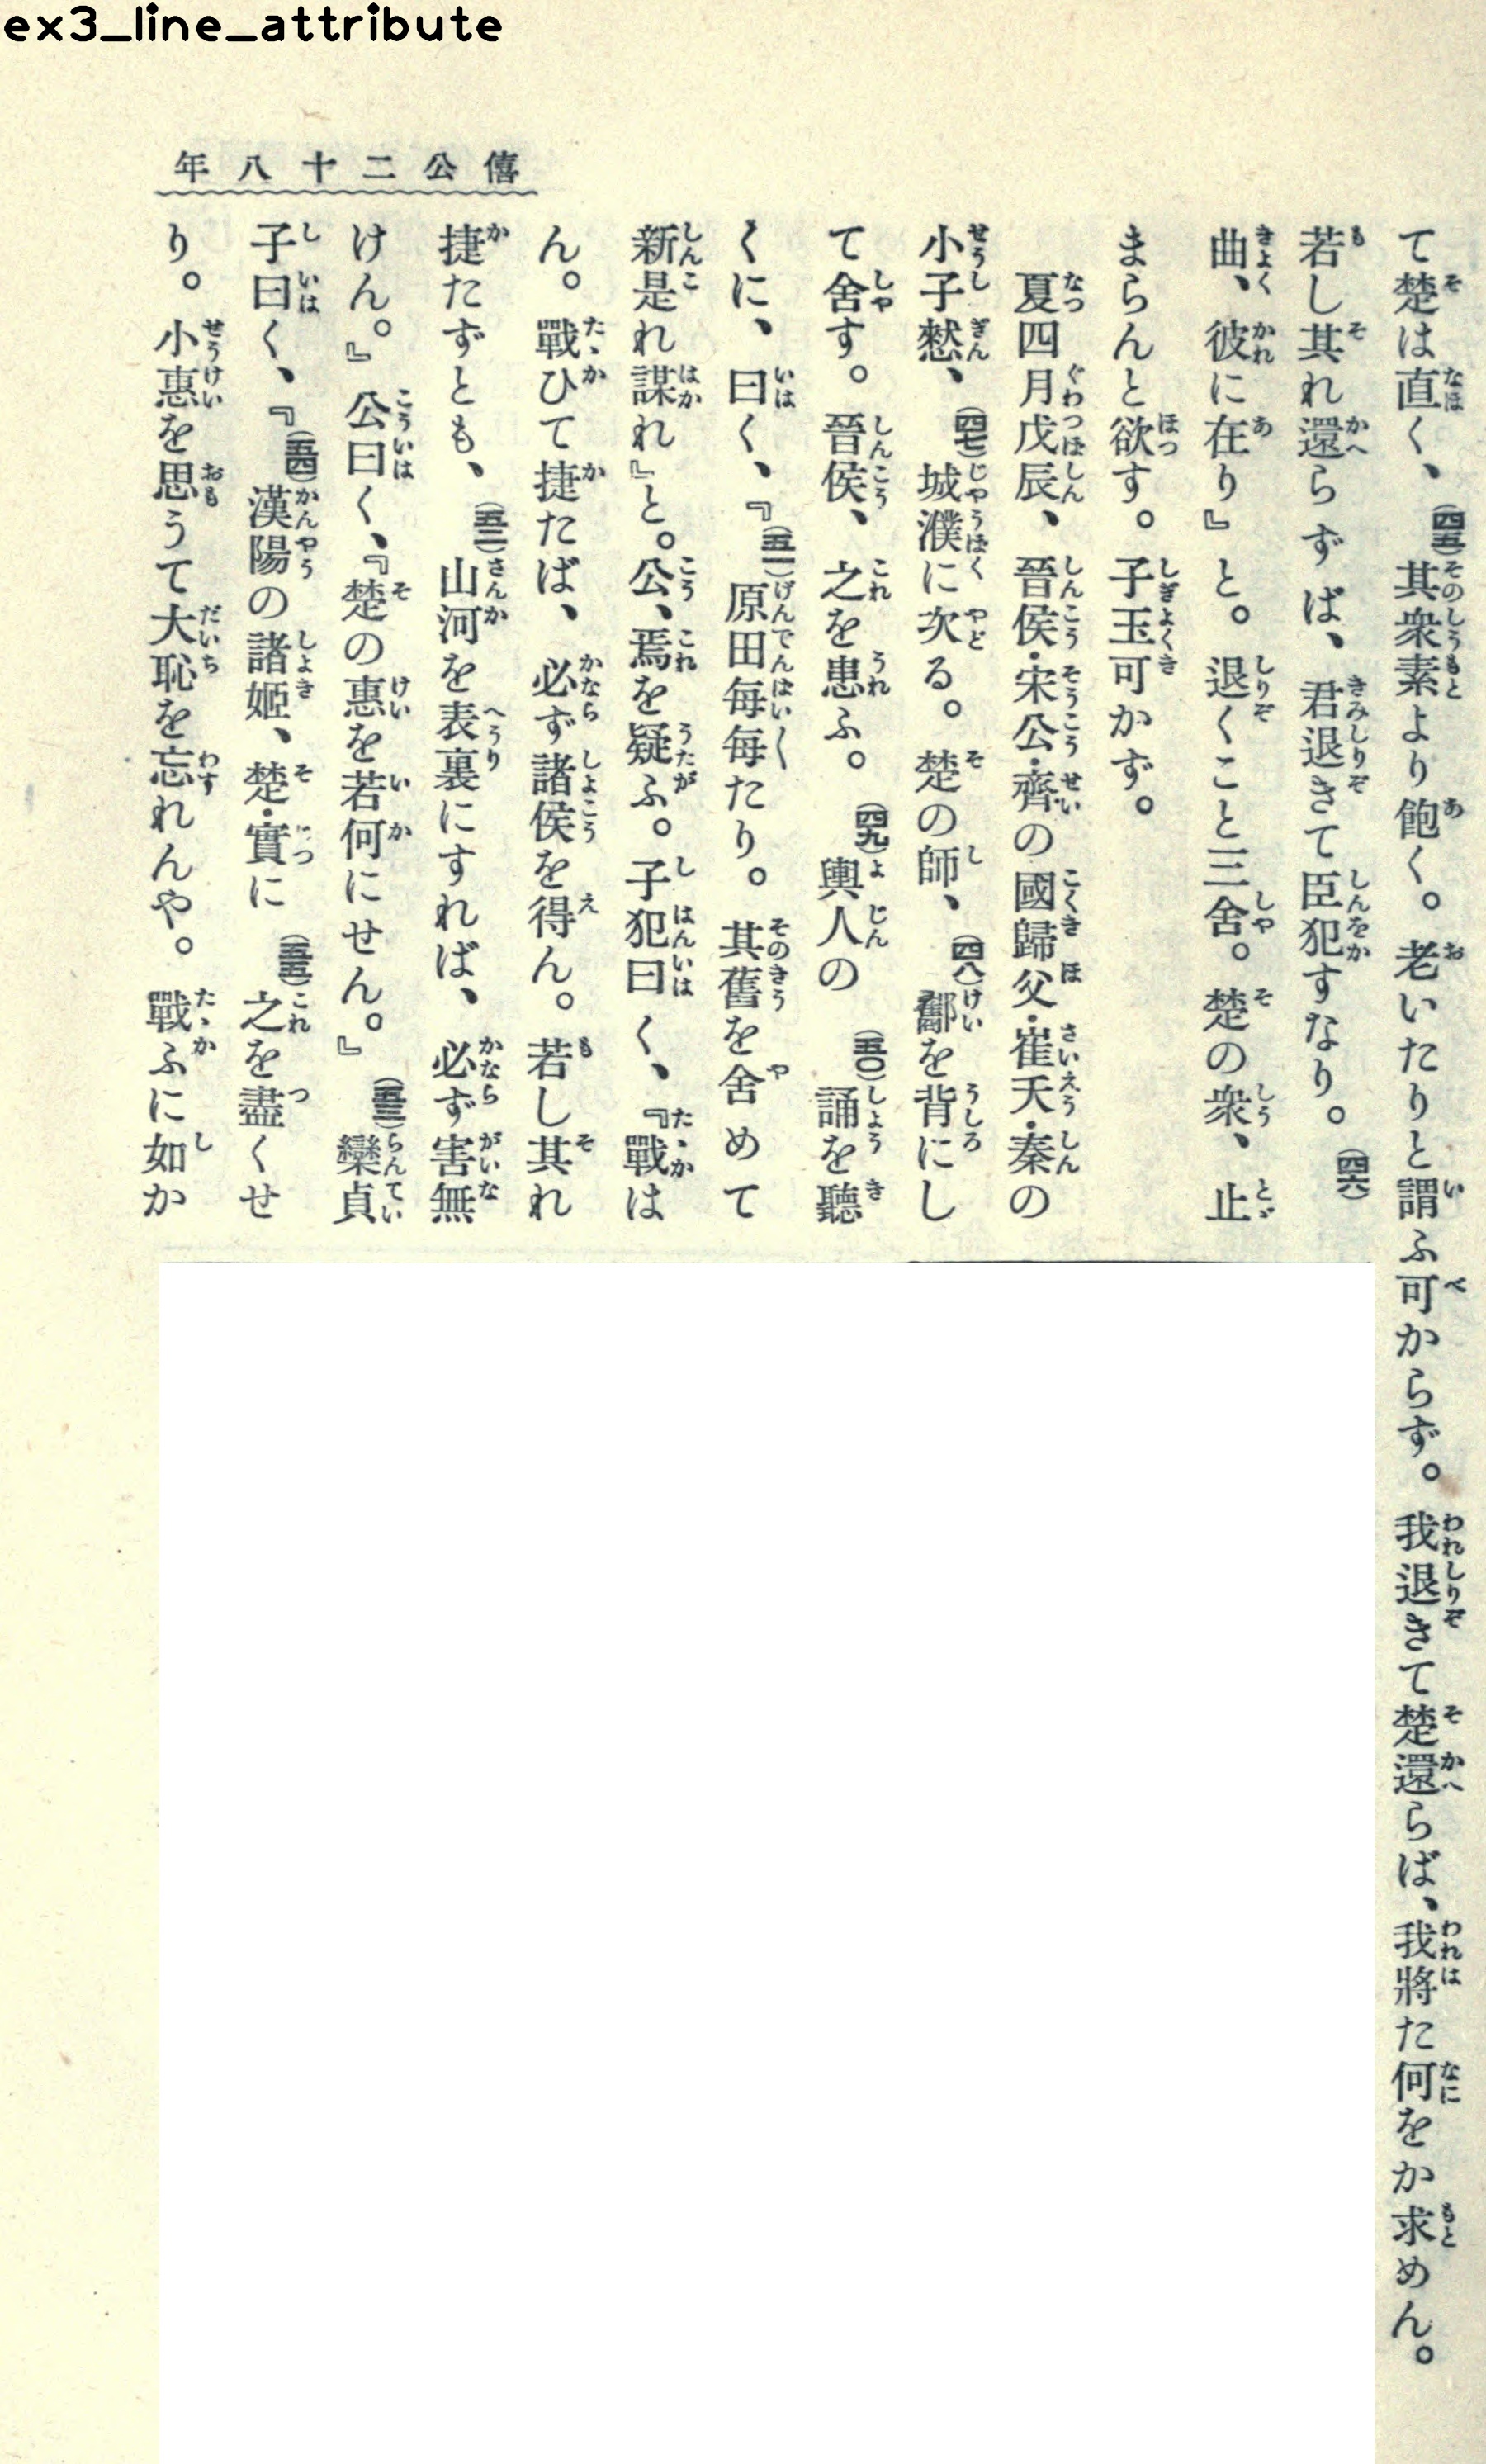 ex3_line_attribute
僖公二十八年
て楚は直く、(四五)其衆素より飽く。老いたりと謂ふ可からず。我退きて楚還らば、我將た何をか求めん。
若し其れ還らずば、君退きて臣犯すなり。(四六)
曲、彼に在り』と。退くこと三舍。楚の衆、止
まらんと欲す。子玉可かず。
夏四月戊辰、晉侯・宋公・齊の國歸父・崔夭・秦の
小子憖、(四七)城濮に次る。楚の師、(四八)酅を背にし
て舍す。晉侯、之を患ふ。(四九)輿人の(五〇)誦を聽
くに、曰く、『(五一)原田每每たり。其舊を舍めて
新是れ謀れ』と。公、焉を疑ふ。子犯曰く、『戰は
ん。戰ひて捷たば、必ず諸侯を得ん。若し其れ
捷たずとも、(五二)山河を表裏にすれば、必ず害無
けん。』公曰く、『楚の惠を若何にせん。』(五三)欒貞
子曰く、『(五四)漢陽の諸姬、楚・實に(五五)之を盡くせ
り。小惠を思うて大恥を忘れんや。戰ふに如か